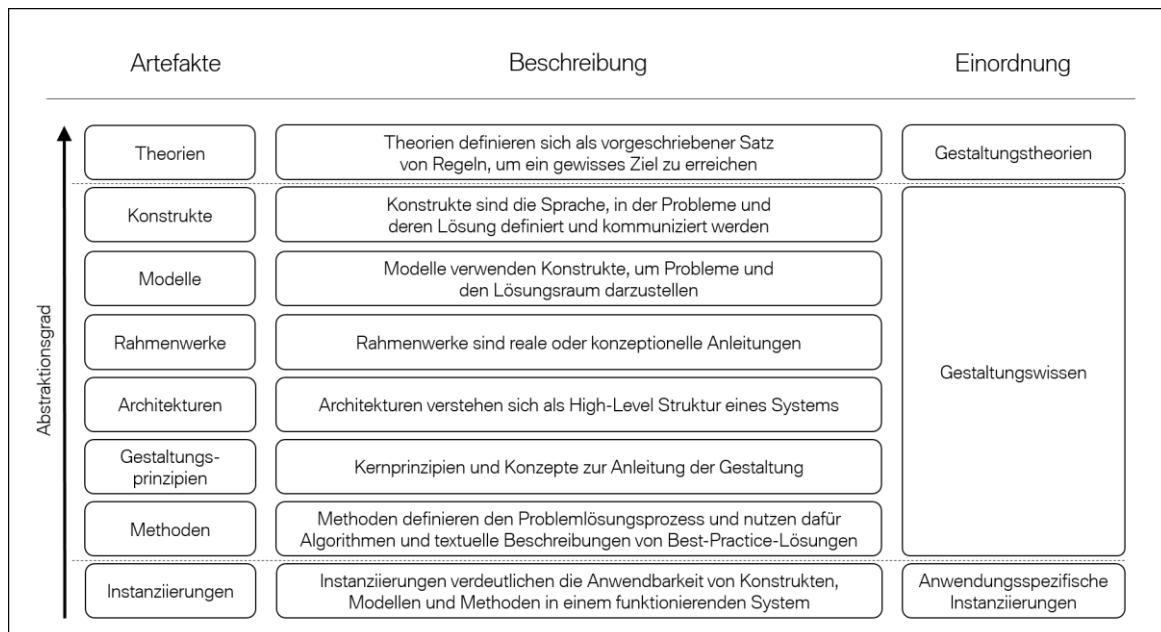 Artefakte
Beschreibung
Einordnung
Abstraktionsgrad
Theorien
Theorien definieren sich als vorgeschriebener Satz
von Regeln, um ein gewisses Ziel zu erreichen
Gestaltungstheorien
Konstrukte
Konstrukte sind die Sprache, in der Probleme und
deren Lösung definiert und kommuniziert werden
Modelle
Modelle verwenden Konstrukte, um Probleme und
den Lösungsraum darzustellen
Rahmenwerke
Rahmenwerke sind reale oder konzeptionelle Anleitungen
Gestaltungswissen
Architekturen
Architekturen verstehen sich als High-Level Struktur eines Systems
Gestaltungs-
prinzipien
Kernprinzipien und Konzepte zur Anleitung der Gestaltung
Methoden
Methoden definieren den Problemlösungsprozess und nutzen dafür
Algorithmen und textuelle Beschreibungen von Best-Practice-Lösungen
Instanziierungen
Instanziierungen verdeutlichen die Anwendbarkeit von Konstrukten,
Modellen und Methoden in einem funktionierenden System
Anwendungsspezifische
Instanziierungen